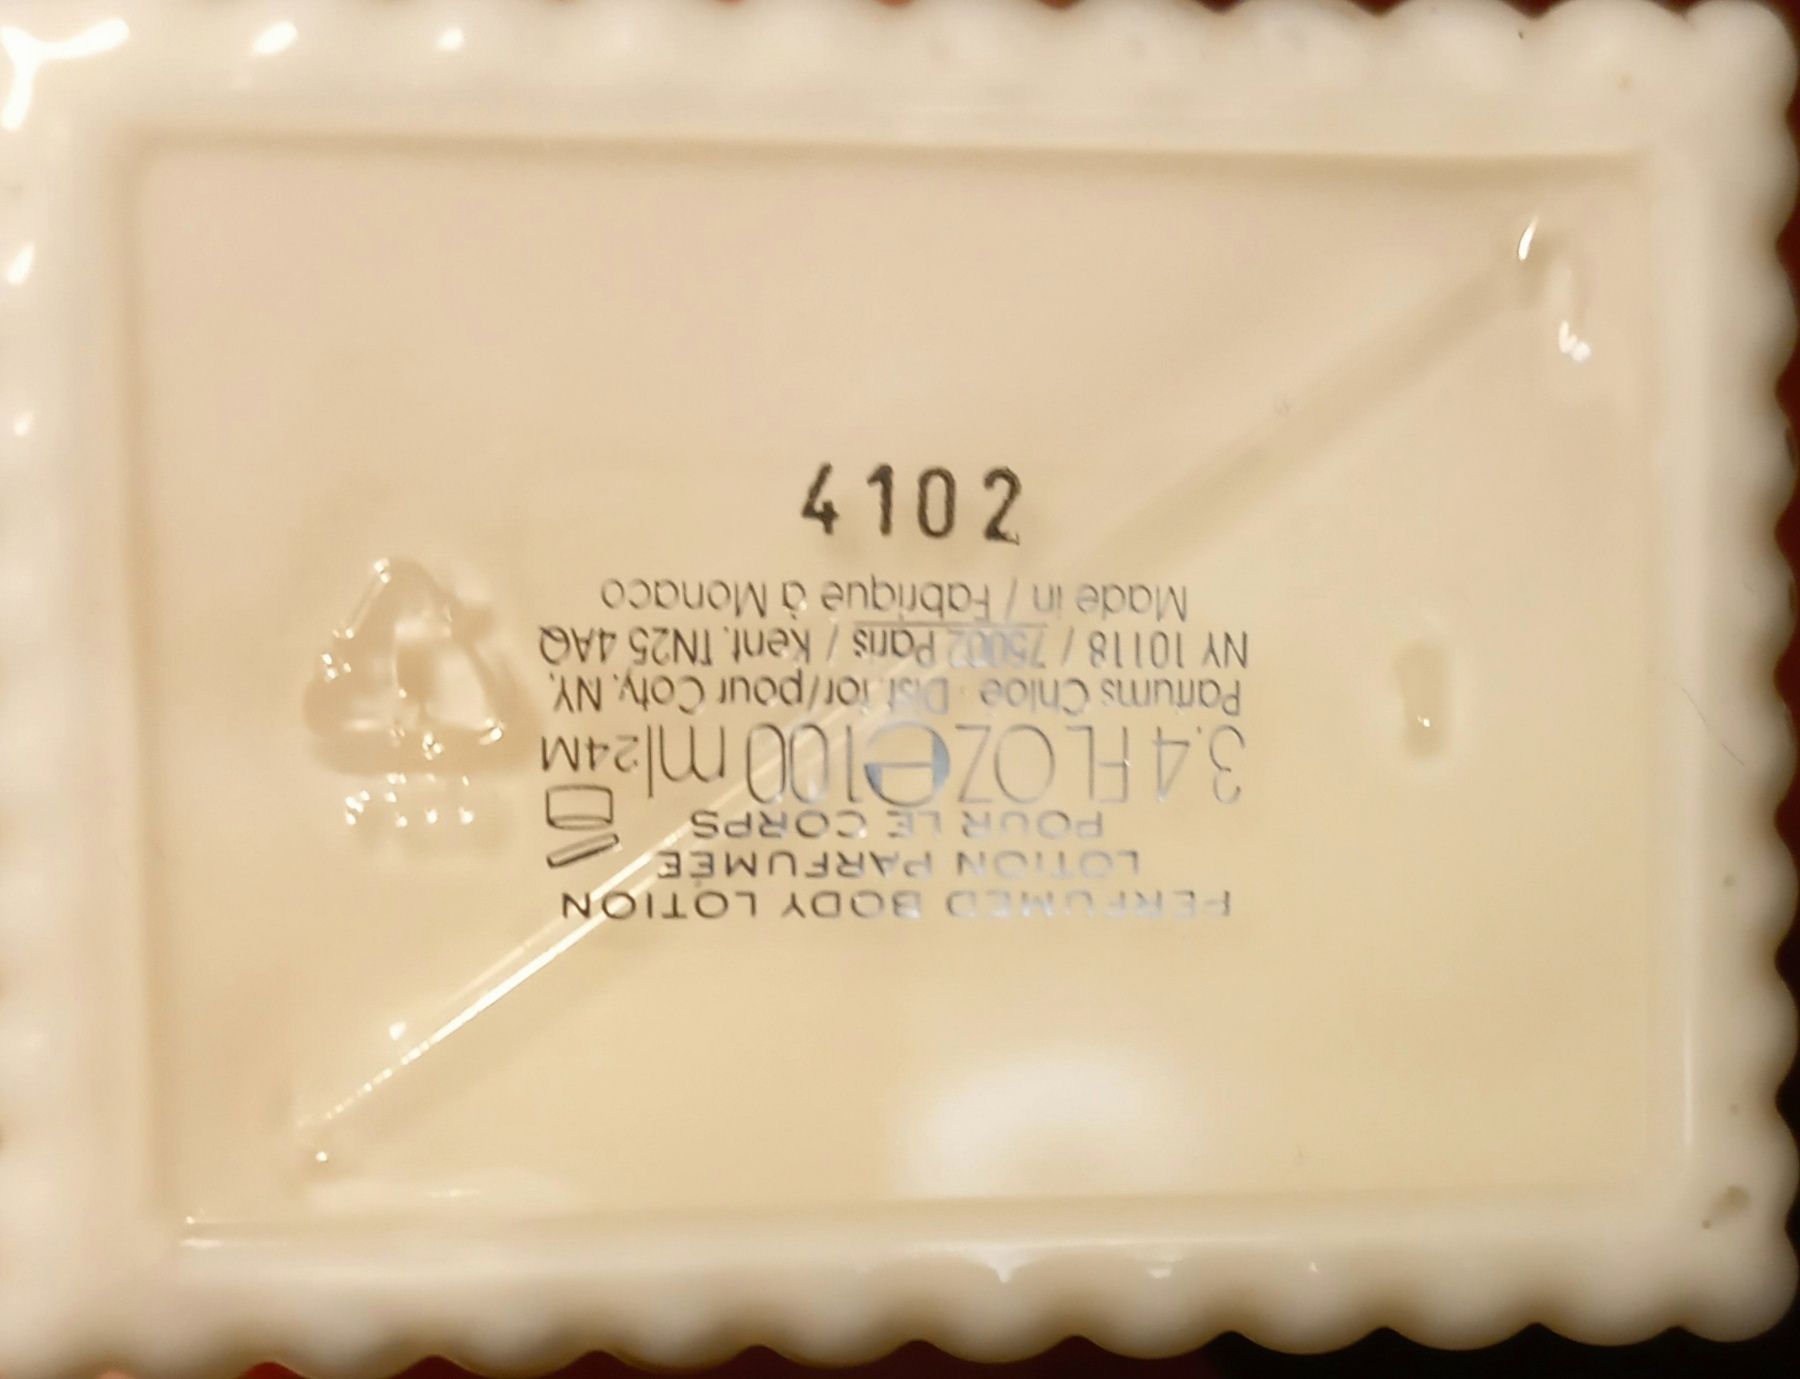 PERFUMED BODY LOTION
LOTION PARFUMÉE
POUR LE CORPS
3.4 FL OZ ℮ 100 ml 24M
Parfums Chloé · Dist. for/pour Coty, NY,
NY 10118 / 75002 Paris / Kent. TN25 4AQ
Made in / Fabriqué à Monaco
4102